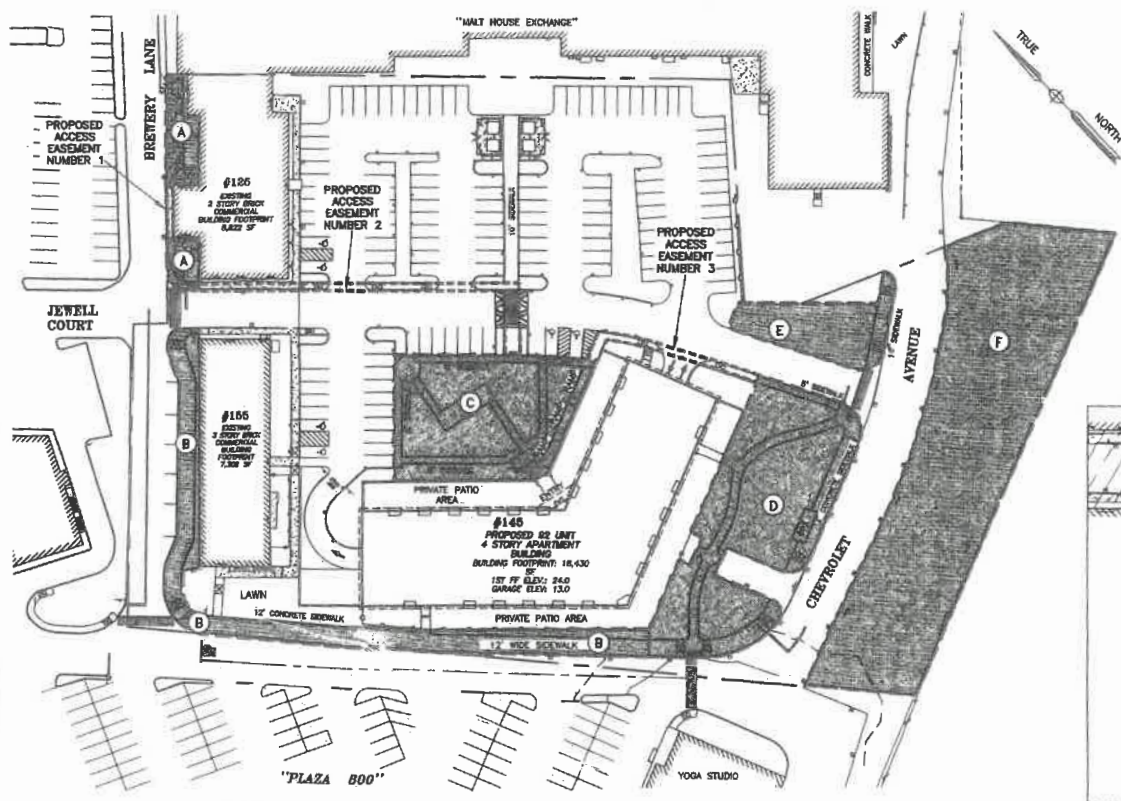 "MALT HOUSE EXCHANGE"
CONCRETE WALK
LAWN
TRUE
NORTH
BREWERY LANE
PROPOSED
ACCESS
EASEMENT
NUMBER 1
A
#126
EXISTING
2 STORY BRICK
COMMERCIAL
BUILDING FOOTPRINT
PROPOSED
ACCESS
EASEMENT
NUMBER 2
10' SIDEWALK
PROPOSED
ACCESS
EASEMENT
NUMBER 3
A
JEWELL
COURT
E
SIDEWALK
AVENUE
F
#155
EXISTING
3 STORY BRICK
COMMERCIAL
BUILDING
FOOTPRINT
B
C
SIDEWALK
D
PRIVATE PATIO
AREA
#145
PROPOSED 92 UNIT
4 STORY APARTMENT
BUILDING
BUILDING FOOTPRINT: 18,430
SF
1ST FF ELEV.: 24.0
GARAGE ELEV: 13.0
CHEVROLET
LAWN
12' CONCRETE SIDEWALK
PRIVATE PATIO AREA
B
12' WIDE SIDEWALK
B
"PLAZA 800"
YOGA STUDIO